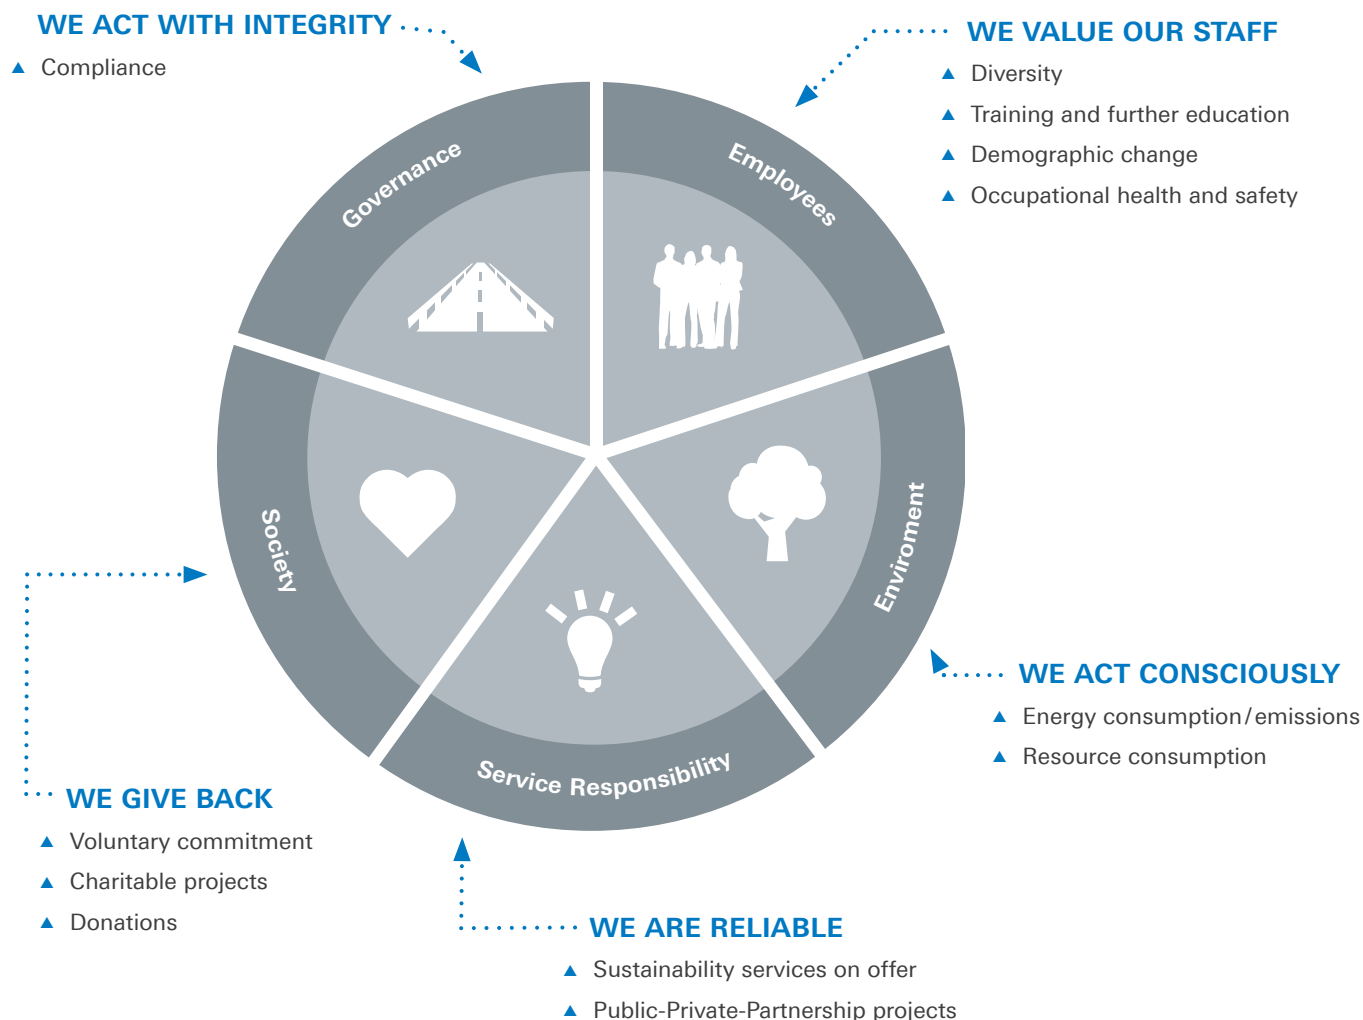 WE ACT WITH INTEGRITY
Compliance
WE VALUE OUR STAFF
Diversity
Training and further education
Demographic change
Occupational health and safety
Governance
Employees
Society
Enviroment
Service Responsibility
WE ACT CONSCIOUSLY
Energy consumption/emissions
Resource consumption
WE GIVE BACK
Voluntary commitment
Charitable projects
Donations
WE ARE RELIABLE
Sustainability services on offer
Public-Private-Partnership projects